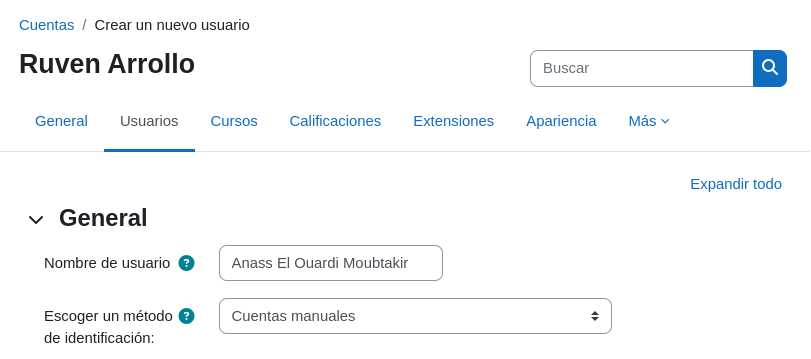 Cuentas / Crear un nuevo usuario
Ruven Arrollo
Buscar
General Usuarios Cursos Calificaciones Extensiones Apariencia Más
Expandir todo
General
Nombre de usuario ? Anass El Ouardi Moubtakir
Escoger un método ? Cuentas manuales
de identificación: